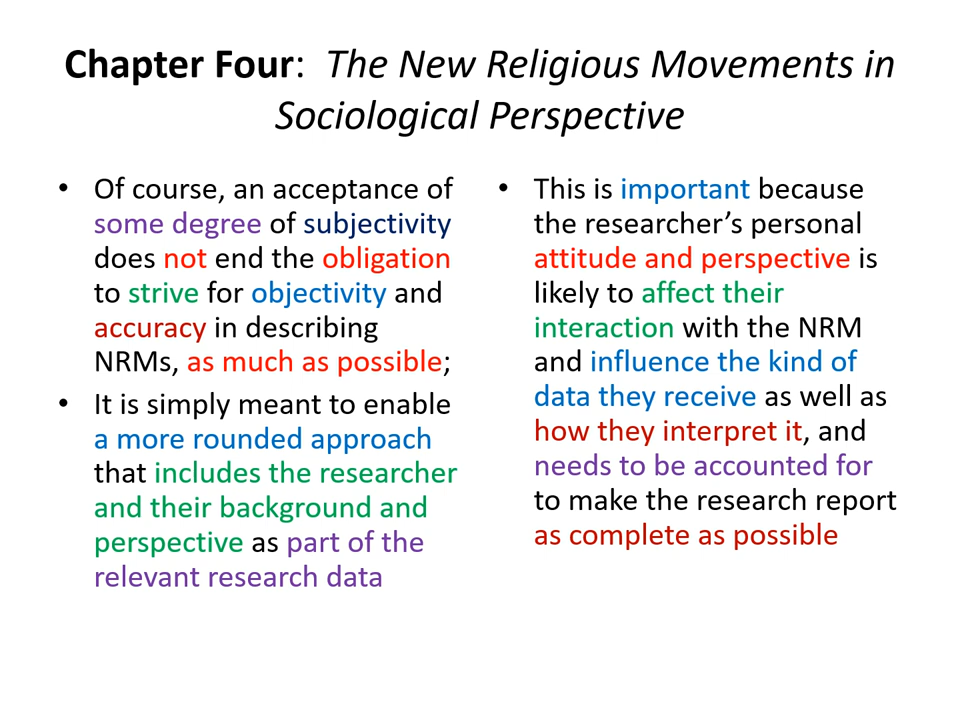 Chapter Four: The New Religious Movements in
Sociological Perspective
• Of course, an acceptance of
some degree of subjectivity
does not end the obligation
to strive for objectivity and
accuracy in describing
NRMs, as much as possible;
• It is simply meant to enable
a more rounded approach
that includes the researcher
and their background and
perspective as part of the
relevant research data
• This is important because
the researcher’s personal
attitude and perspective is
likely to affect their
interaction with the NRM
and influence the kind of
data they receive as well as
how they interpret it, and
needs to be accounted for
to make the research report
as complete as possible